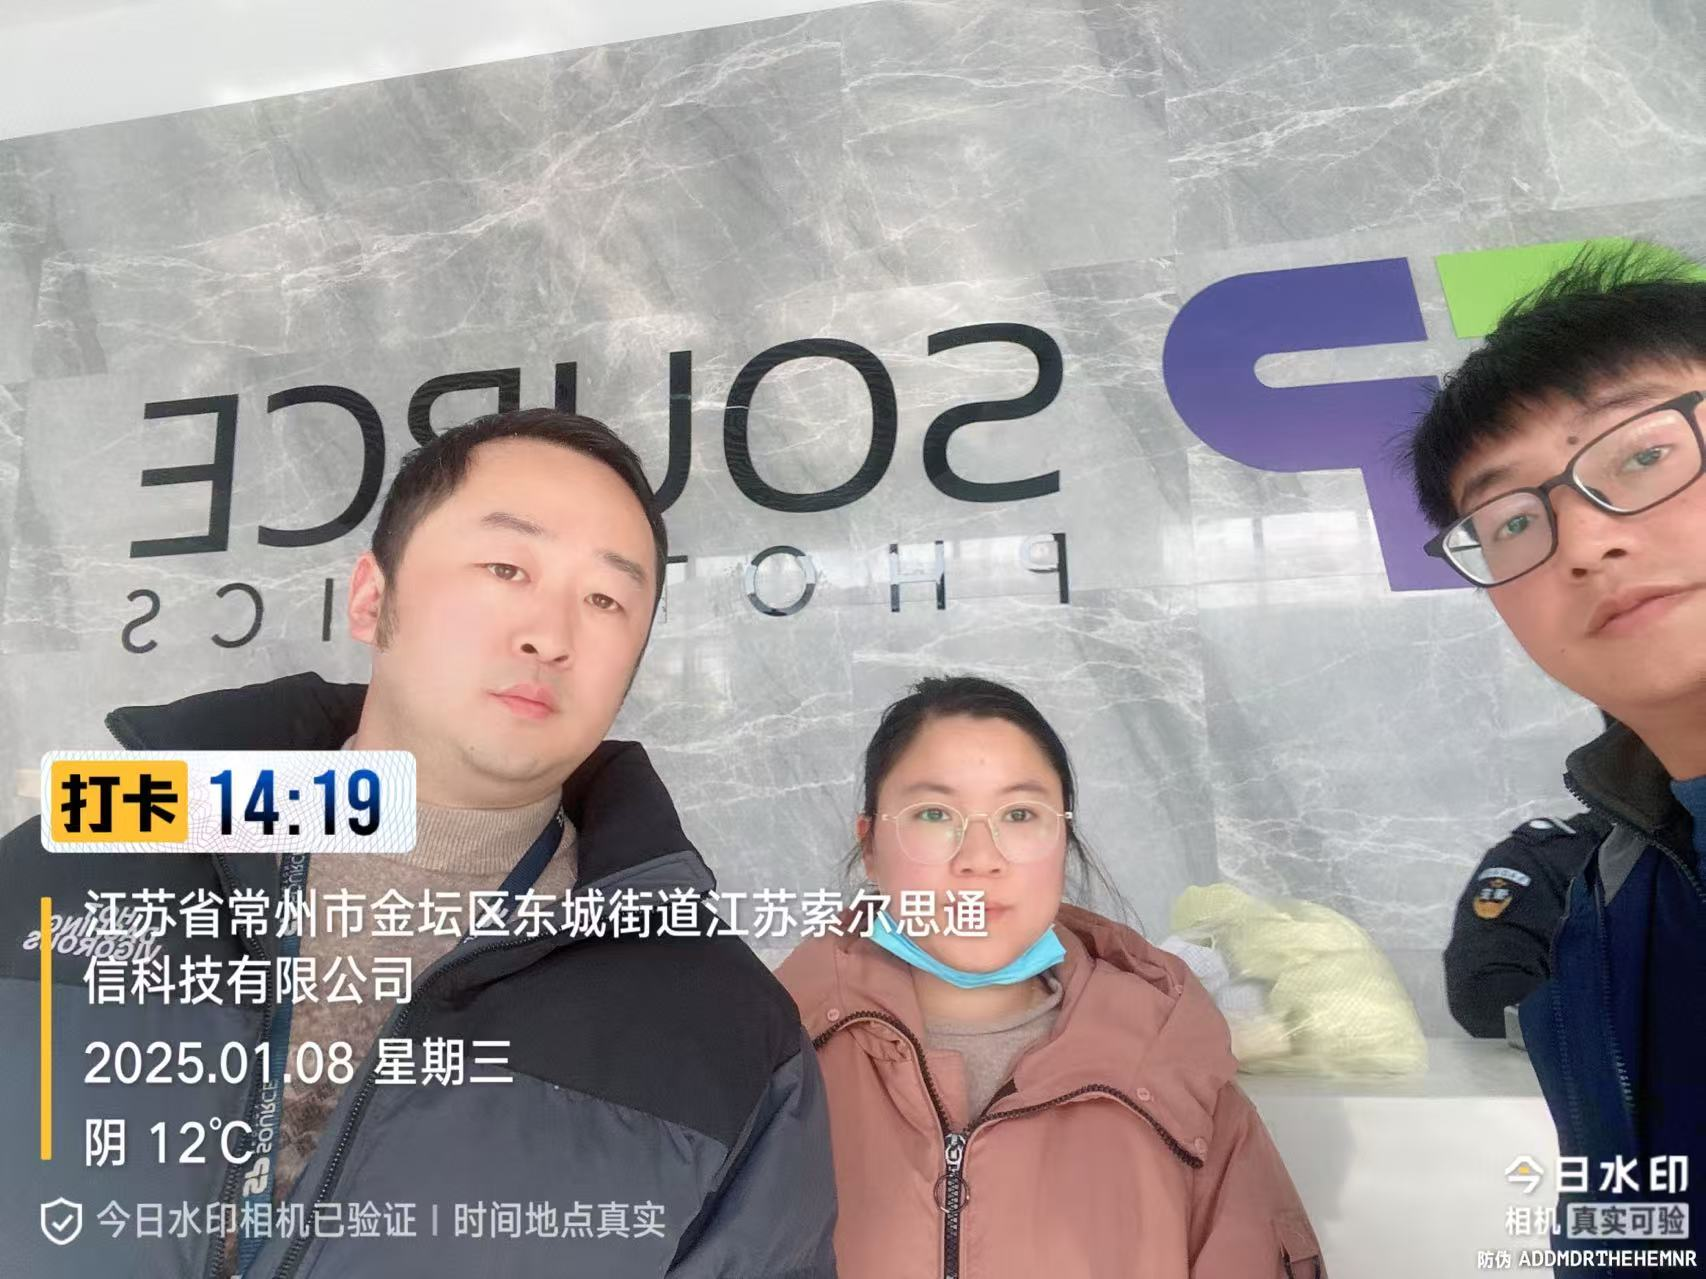 SOURCE
PHOT ICS
打卡 14:19
江苏省常州市金坛区东城街道江苏索尔思通
信科技有限公司
2025.01.08 星期三
阴 12℃
今日水印相机已验证 | 时间地点真实
SP SOURCE
今日水印
相机 真实可验
防伪 ADDMDRTHEHEMNR